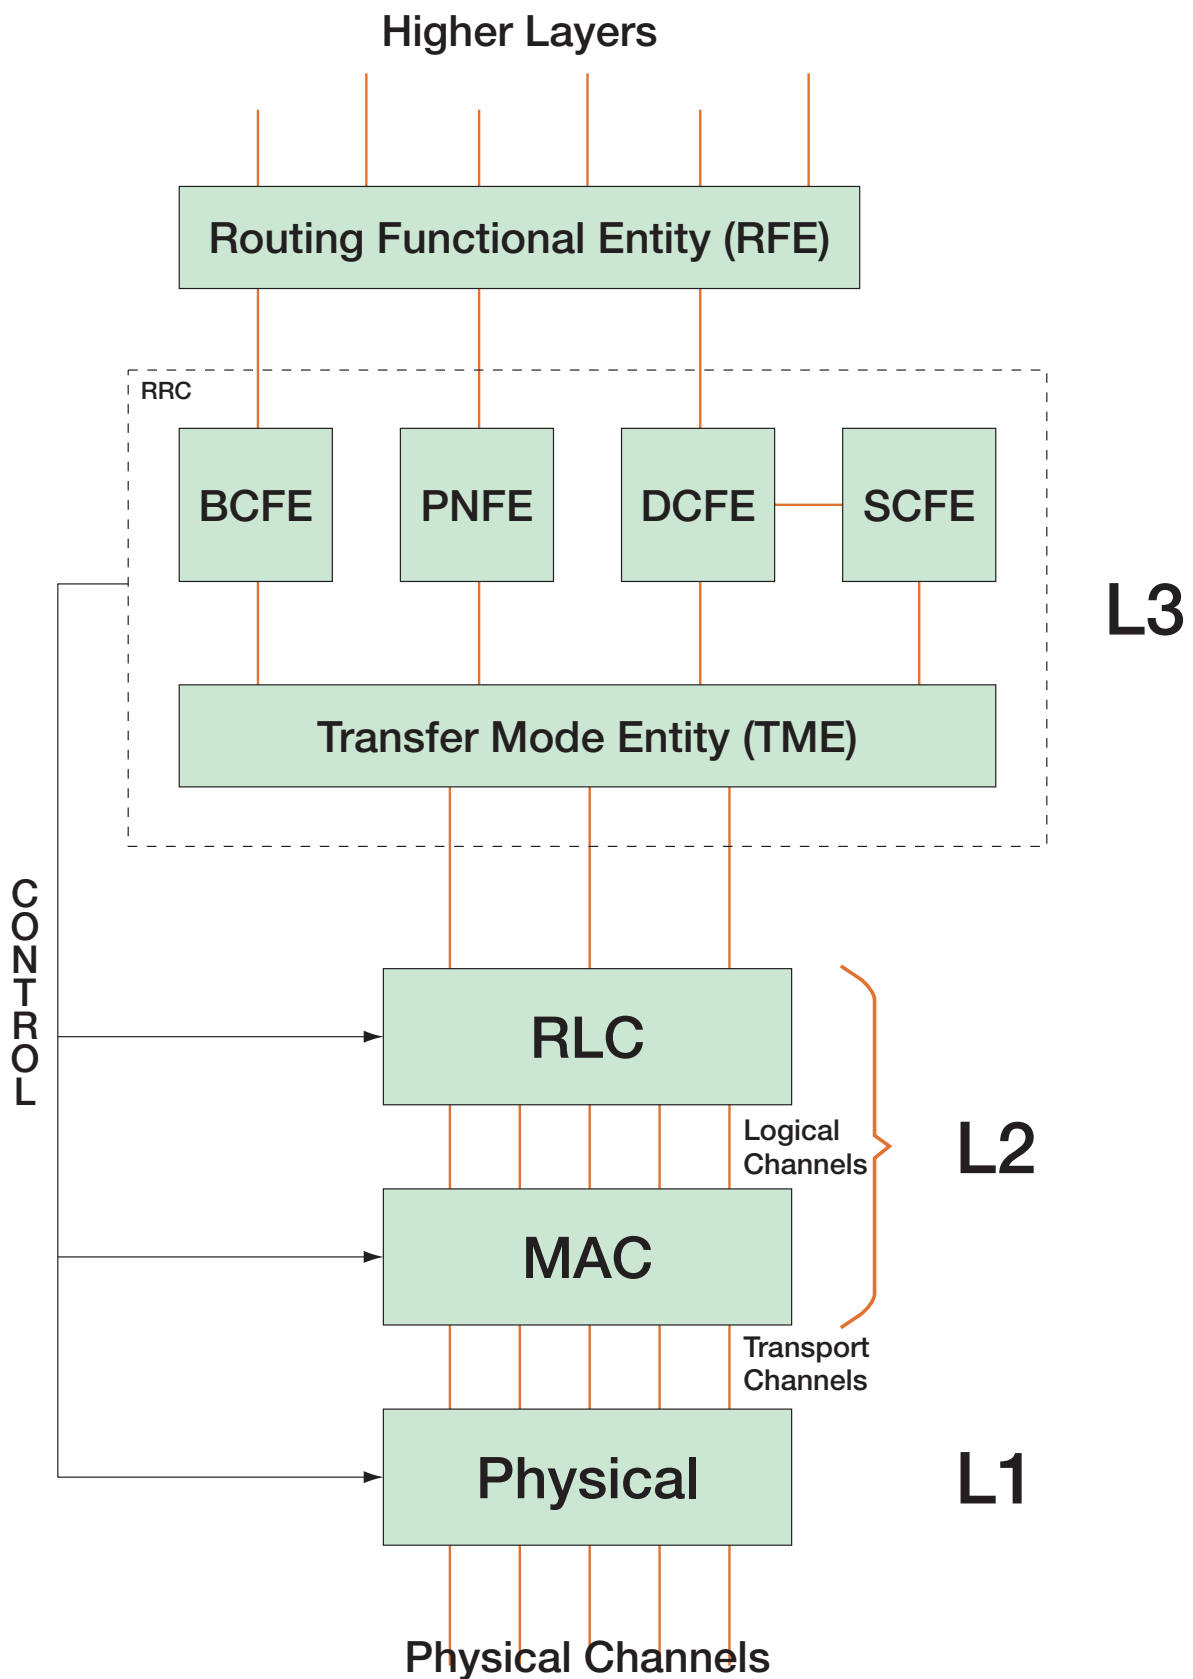 Higher Layers
Routing Functional Entity (RFE)
RRC
BCFE
PNFE
DCFE
SCFE
L3
Transfer Mode Entity (TME)
CONTROL
RLC
Logical
Channels
L2
MAC
Transport
Channels
Physical
L1
Physical Channels